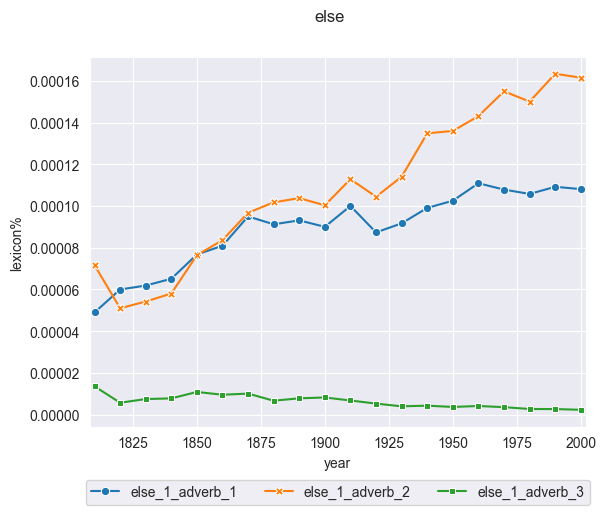 else
0.00016
0.00014
0.00012
0.00010
0.00008
0.00006
0.00004
0.00002
0.00000
lexicon%
1825 1850 1875 1900 1925 1950 1975 2000
year
else_1_adverb_1 else_1_adverb_2 else_1_adverb_3